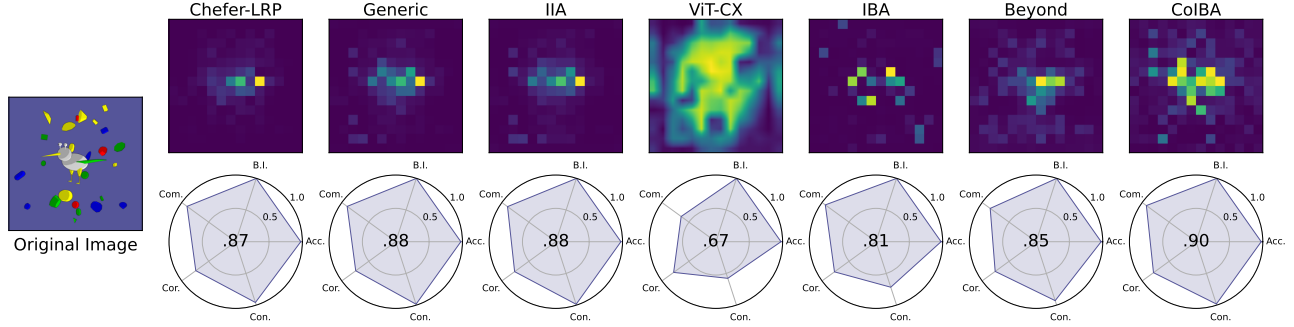 Chefer-LRP Generic IIA ViT-CX IBA Beyond CoIBA
Original Image
B.I. B.I. B.I. B.I. B.I. B.I. B.I.
Com. 1.0 Com. 1.0 Com. 1.0 Com. 1.0 Com. 1.0 Com. 1.0 Com. 1.0
0.5 0.5 0.5 0.5 0.5 0.5 0.5
.87 Acc. .88 Acc. .88 Acc. .67 Acc. .81 Acc. .85 Acc. .90 Acc.
Cor. Cor. Cor. Cor. Cor. Cor. Cor.
Con. Con. Con. Con. Con. Con. Con.